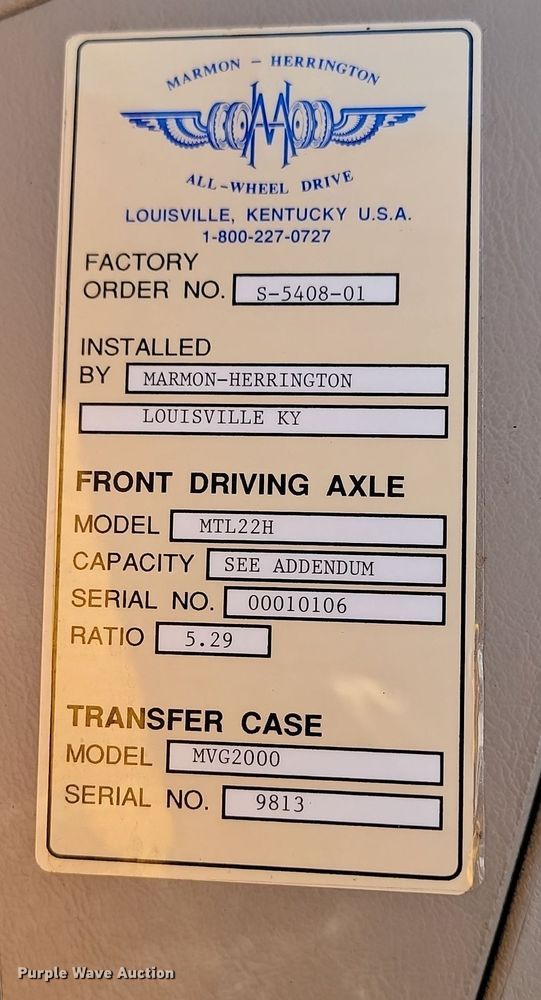 MARMON - HERRINGTON
MH
ALL-WHEEL DRIVE
LOUISVILLE, KENTUCKY U.S.A.
1-800-227-0727
FACTORY
ORDER NO. S-5408-01
INSTALLED
BY MARMON-HERRINGTON
LOUISVILLE KY
FRONT DRIVING AXLE
MODEL MTL22H
CAPACITY SEE ADDENDUM
SERIAL NO. 00010106
RATIO 5.29
TRANSFER CASE
MODEL MVG2000
SERIAL NO. 9813
Purple Wave Auction